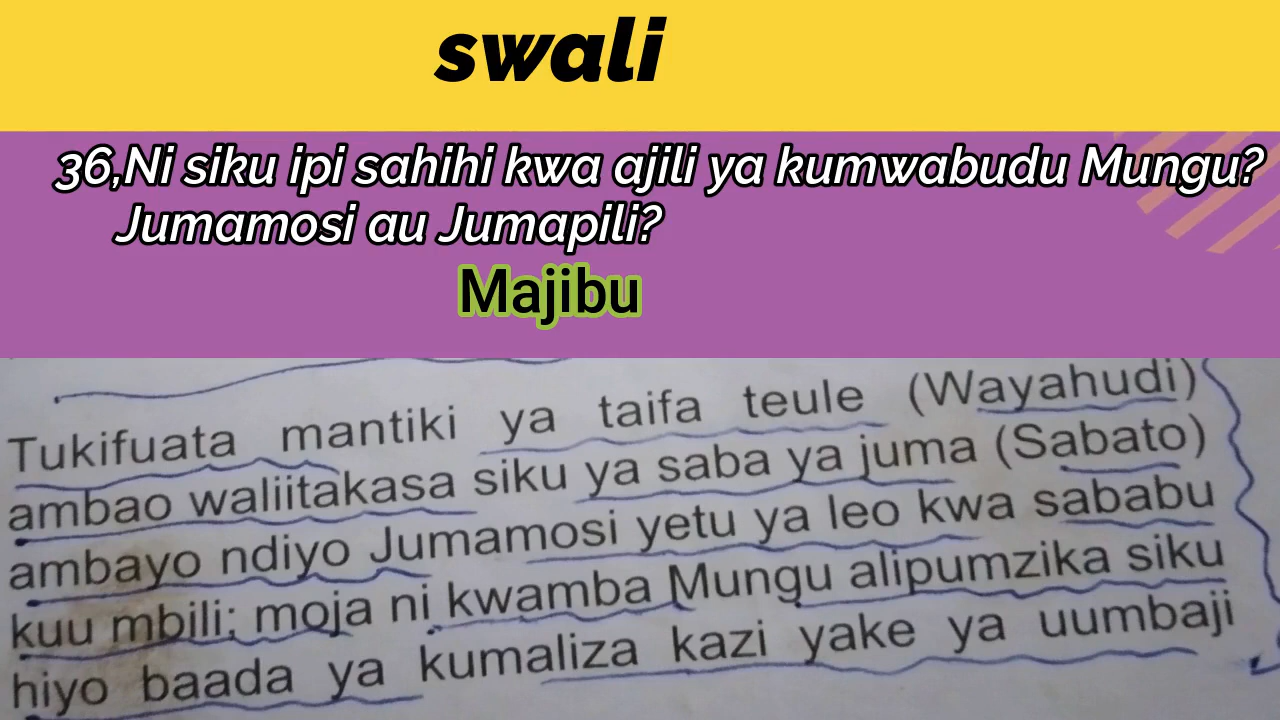 swali
36,Ni siku ipi sahihi kwa ajili ya kumwabudu Mungu?
Jumamosi au Jumapili?
Majibu
Tukifuata mantiki ya taifa teule (Wayahudi)
ambao waliitakasa siku ya saba ya juma (Sabato)
ambayo ndiyo Jumamosi yetu ya leo kwa sababu
kuu mbili; moja ni kwamba Mungu alipumzika siku
hiyo baada ya kumaliza kazi yake ya uumbaji